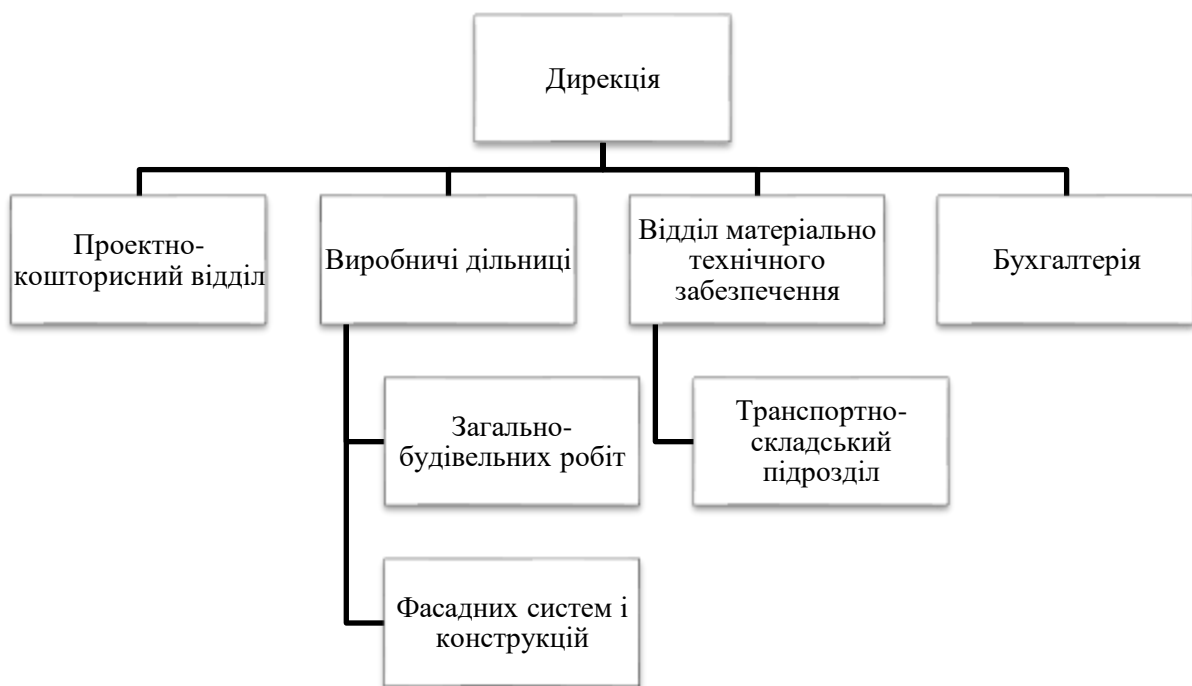 Дирекція
Проектно-
кошторисний відділ
Виробничі дільниці
Відділ матеріально
технічного
забезпечення
Бухгалтерія
Загально-
будівельних робіт
Транспортно-
складський
підрозділ
Фасадних систем і
конструкцій